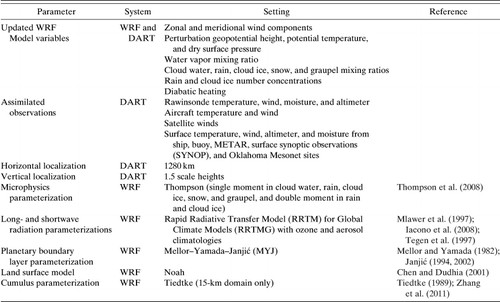 Parameter System Setting Reference
Updated WRF WRF and Zonal and meridional wind components
Model variables DART Perturbation geopotential height, potential temperature,
and dry surface pressure
Water vapor mixing ratio
Cloud water, rain, cloud ice, snow, and graupel mixing ratios
Rain and cloud ice number concentrations
Diabatic heating
Assimilated DART Rawinsonde temperature, wind, moisture, and altimeter
observations Aircraft temperature and wind
Satellite winds
Surface temperature, wind, altimeter, and moisture from
ship, buoy, METAR, surface synoptic observations
(SYNOP), and Oklahoma Mesonet sites
Horizontal localization DART 1280 km
Vertical localization DART 1.5 scale heights
Microphysics WRF Thompson (single moment in cloud water, rain, cloud Thompson et al. (2008)
parameterization ice, snow, and graupel, and double moment in rain
and cloud ice)
Long- and shortwave WRF Rapid Radiative Transfer Model (RRTM) for Global Mlawer et al. (1997);
radiation parameterizations Climate Models (RRTMG) with ozone and aerosol Iacono et al. (2008);
climatologies Tegen et al. (1997)
Planetary boundary WRF Mellor–Yamada–Janjić (MYJ) Mellor and Yamada (1982);
layer parameterization Janjić (1994, 2002)
Land surface model WRF Noah Chen and Dudhia (2001)
Cumulus parameterization WRF Tiedtke (15-km domain only) Tiedtke (1989); Zhang
et al. (2011)